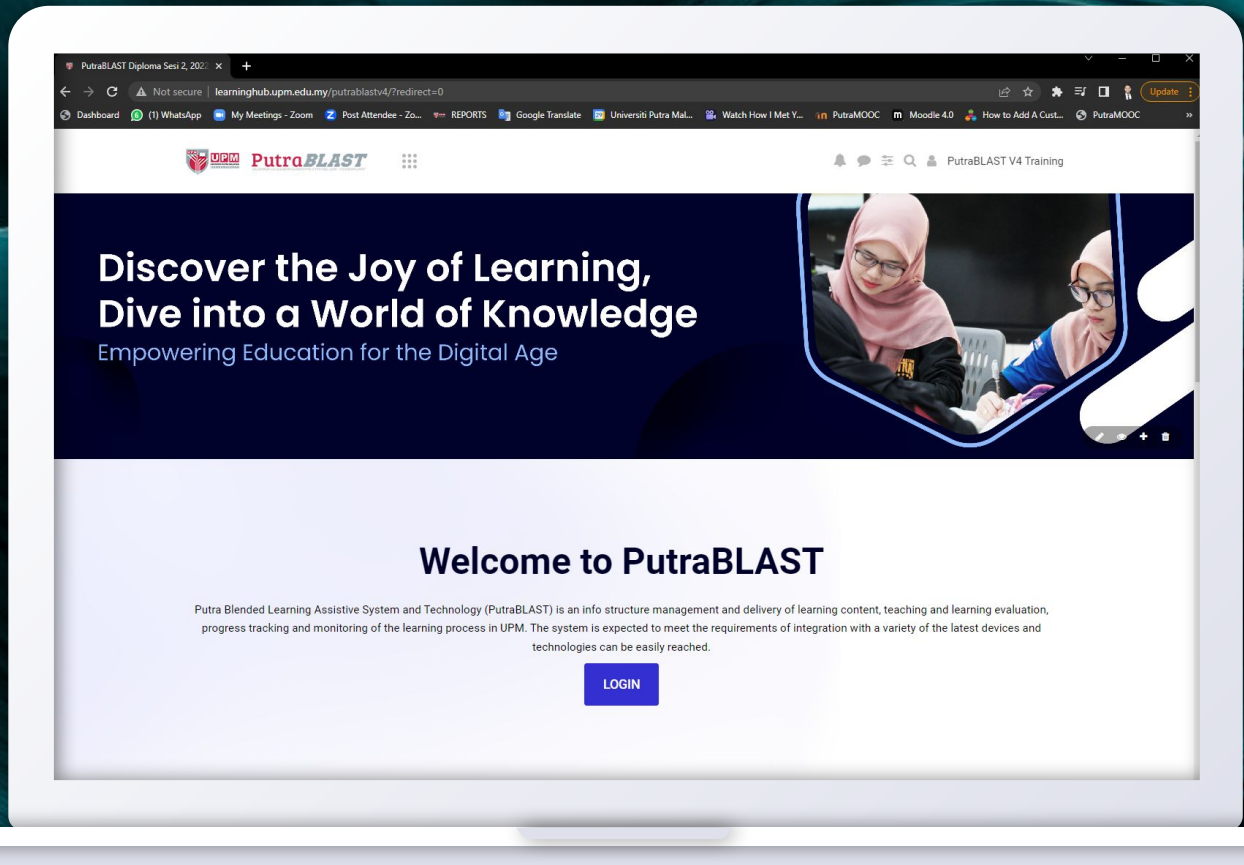 PutraBLAST Diploma Sesi 2, 202
Not secure | learninghub.upm.edu.my/putrablastv4/?redirect=0
Update
Dashboard (1) WhatsApp My Meetings - Zoom Post Attendee - Zo... REPORTS Google Translate Universiti Putra Mal... Watch How I Met Y... PutraMOOC Moodle 4.0 How to Add A Cust... PutraMOOC »
UPM PutraBLAST PutraBLAST V4 Training
Discover the Joy of Learning,
Dive into a World of Knowledge
Empowering Education for the Digital Age
Welcome to PutraBLAST
Putra Blended Learning Assistive System and Technology (PutraBLAST) is an info structure management and delivery of learning content, teaching and learning evaluation,
progress tracking and monitoring of the learning process in UPM. The system is expected to meet the requirements of integration with a variety of the latest devices and
technologies can be easily reached.
LOGIN